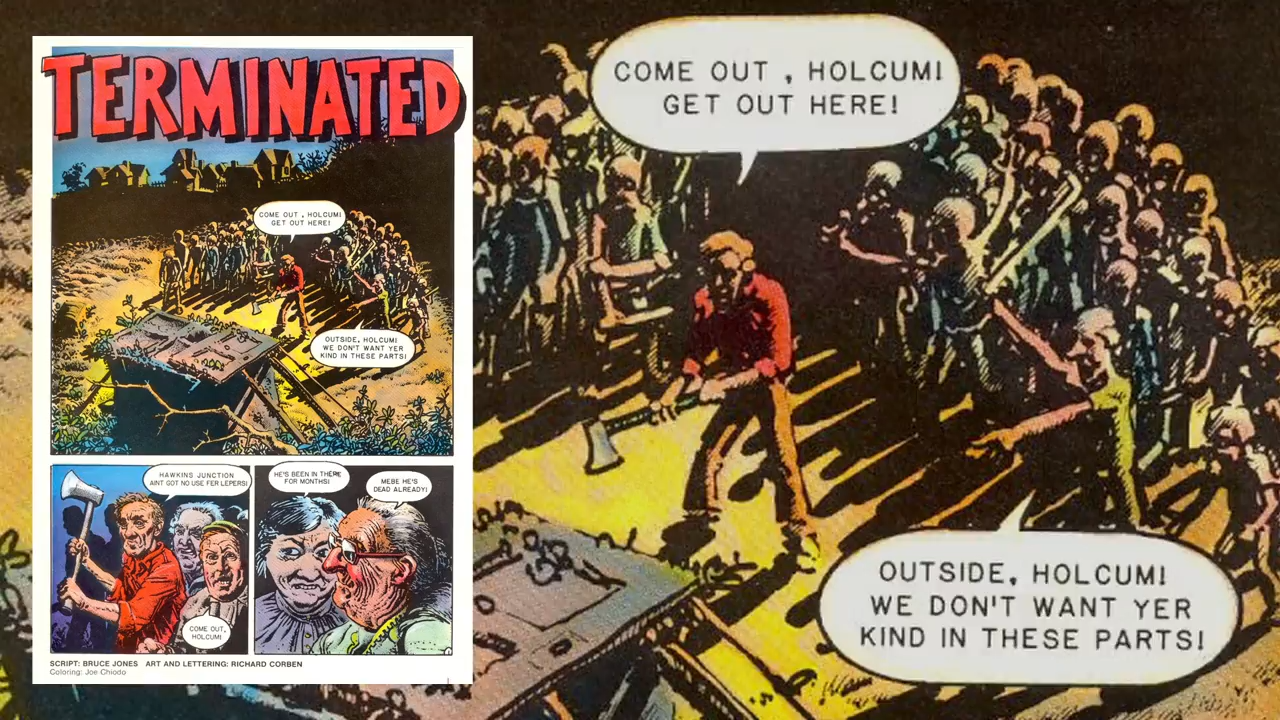 TERMINATED
COME OUT , HOLCUM!
GET OUT HERE!
OUTSIDE, HOLCUM!
WE DON'T WANT YER
KIND IN THESE PARTS!
HAWKINS JUNCTION
AINT GOT NO USE FER LEPERS!
COME OUT,
HOLCUM!
HE'S BEEN IN THERE
FOR MONTHS!
MEBE HE'S
DEAD ALREADY!
SCRIPT: BRUCE JONES ART AND LETTERING: RICHARD CORBEN
Coloring: Joe Chiodo
COME OUT , HOLCUM!
GET OUT HERE!
OUTSIDE, HOLCUM!
WE DON'T WANT YER
KIND IN THESE PARTS!